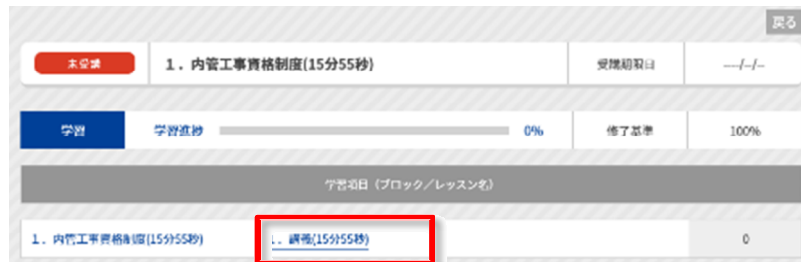 戻る
未受講 1．内管工事資格制度(15分55秒) 受講期限日 ----/--/--
学習 学習進捗 0% 修了基準 100%
学習項目（ブロック／レッスン名）
1．内管工事資格制度(15分55秒) 1．講義(15分55秒) 0